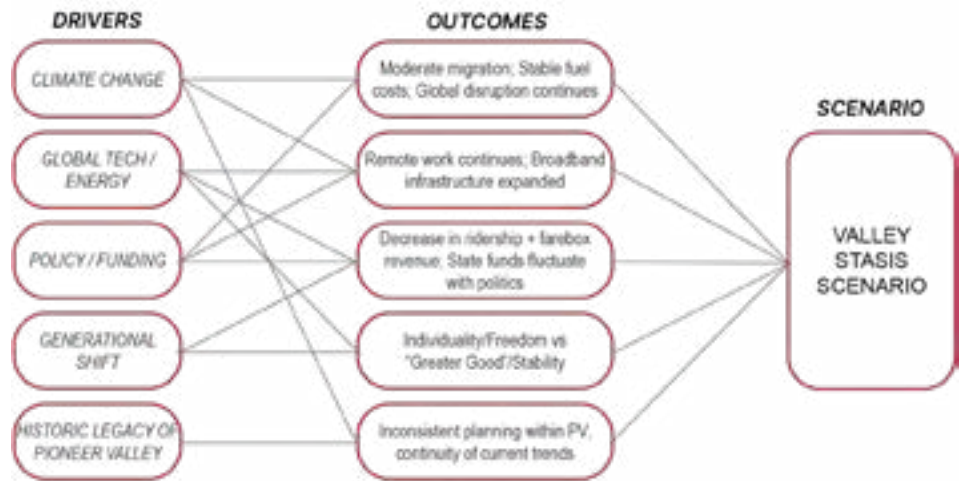 DRIVERS
OUTCOMES
SCENARIO
CLIMATE CHANGE
GLOBAL TECH /
ENERGY
POLICY / FUNDING
GENERATIONAL
SHIFT
HISTORIC LEGACY OF
PIONEER VALLEY
Moderate migration; Stable fuel
costs; Global disruption continues
Remote work continues; Broadband
infrastructure expanded
Decrease in ridership + farebox
revenue; State funds fluctuate
with politics
Individuality/Freedom vs
"Greater Good"/Stability
Inconsistent planning within PV,
continuity of current trends
VALLEY
STASIS
SCENARIO